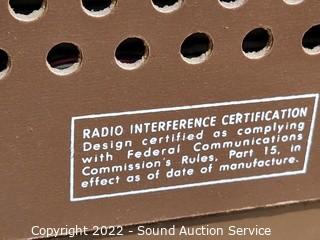 RADIO INTERFERENCE CERTIFICATION
Design certified as complying
with Federal Communications
Commission's Rules, Part 15, in
effect as of date of manufacture.
Copyright 2022 - Sound Auction Service